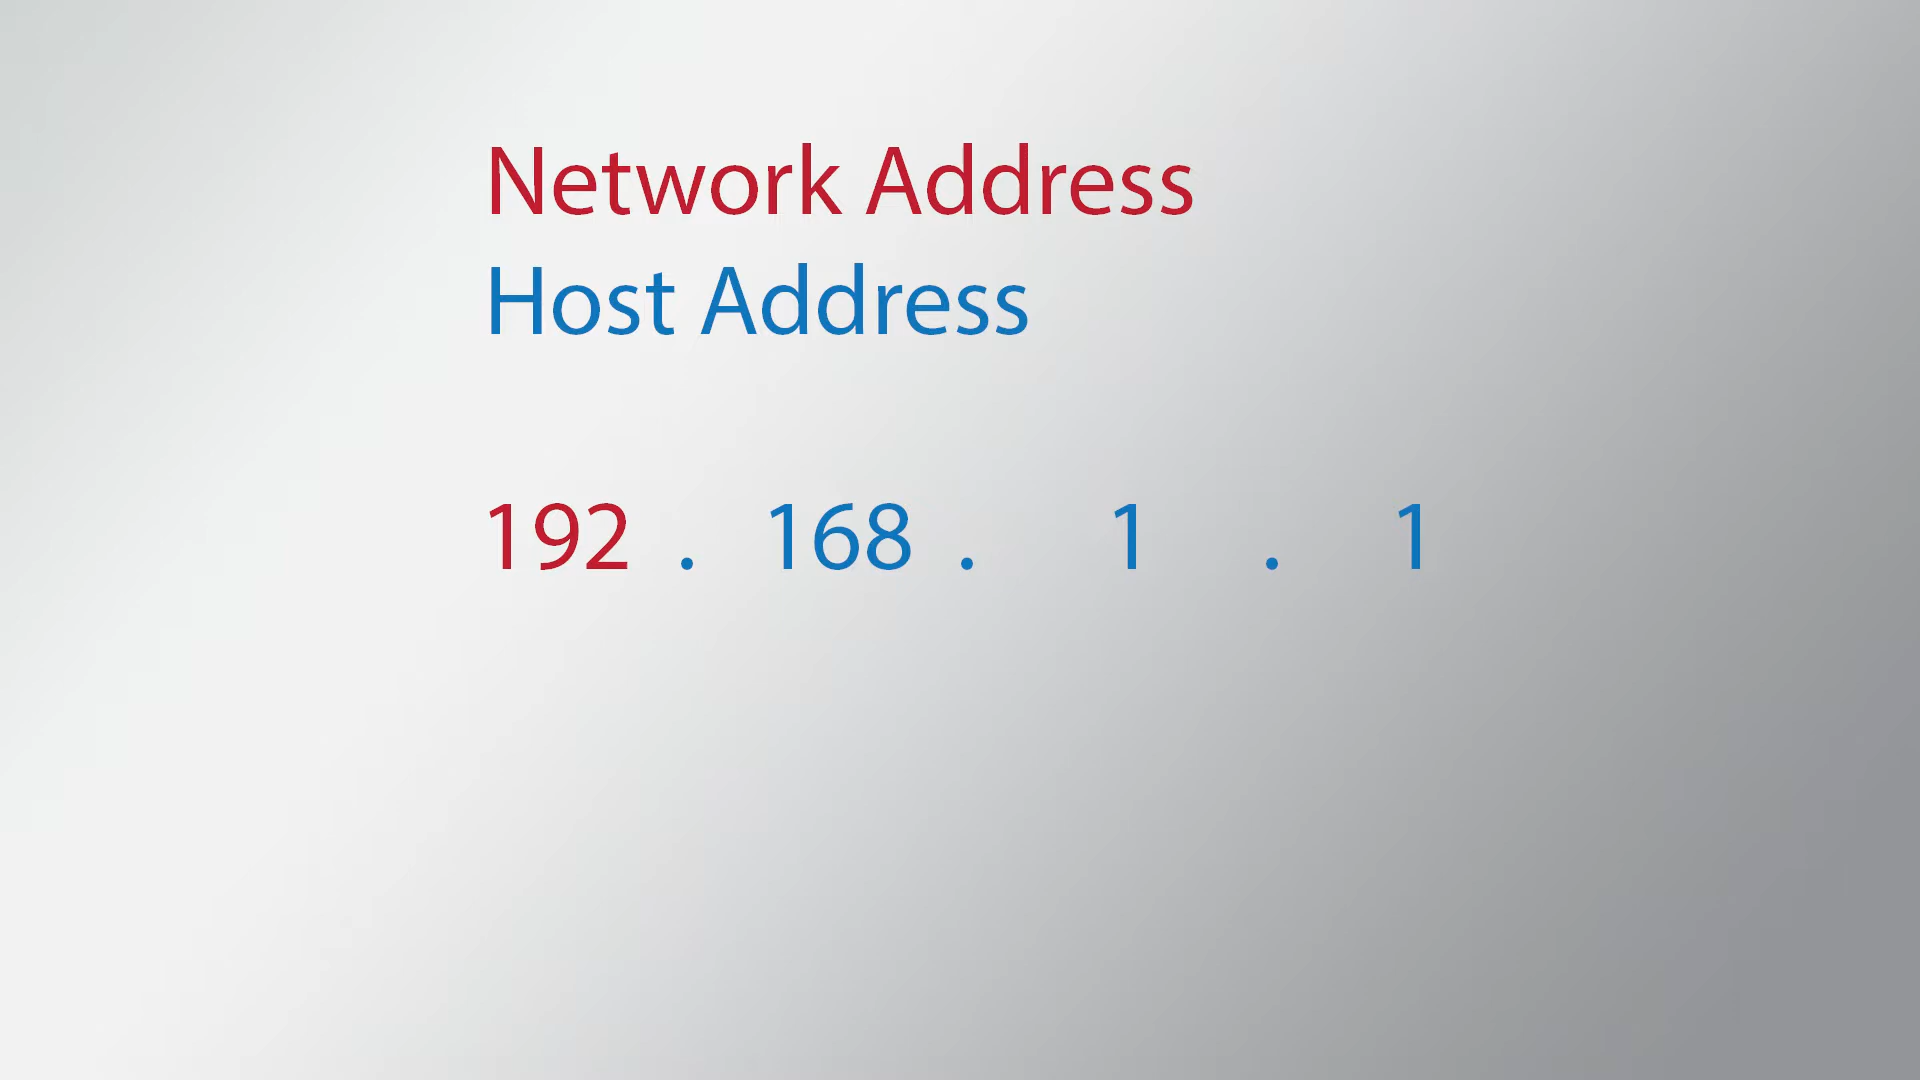 Network Address
Host Address
192 . 168 . 1 . 1